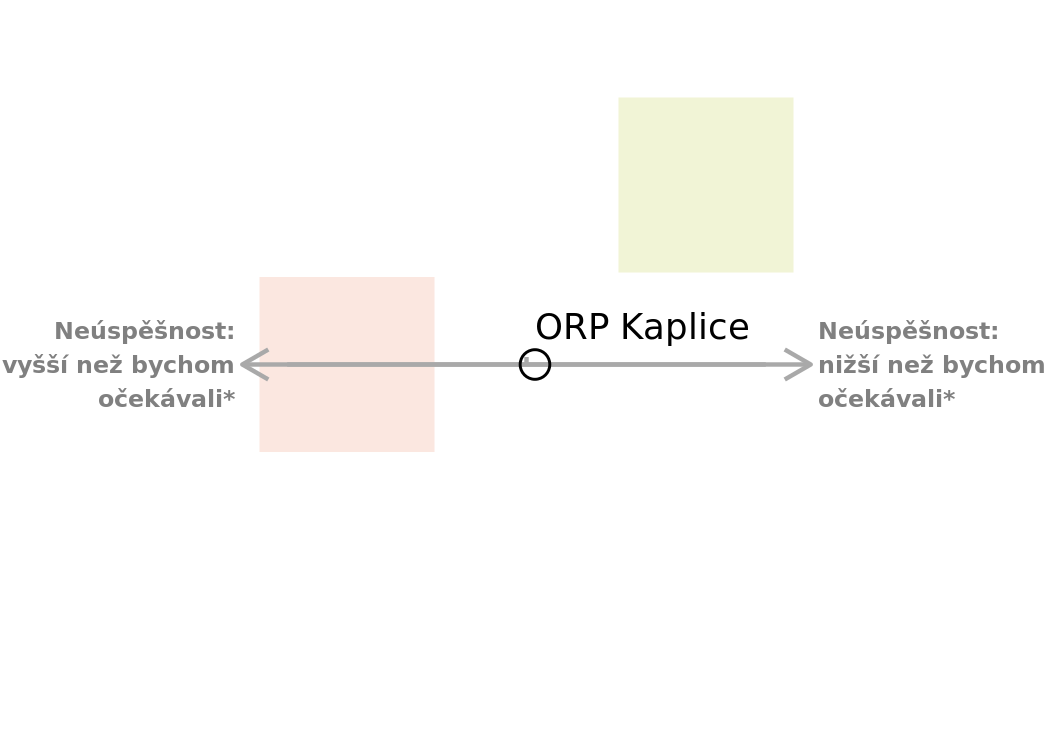 ORP Kaplice
Neúspěšnost:
vyšší než bychom
očekávali*
Neúspěšnost:
nižší než bychom
očekávali*